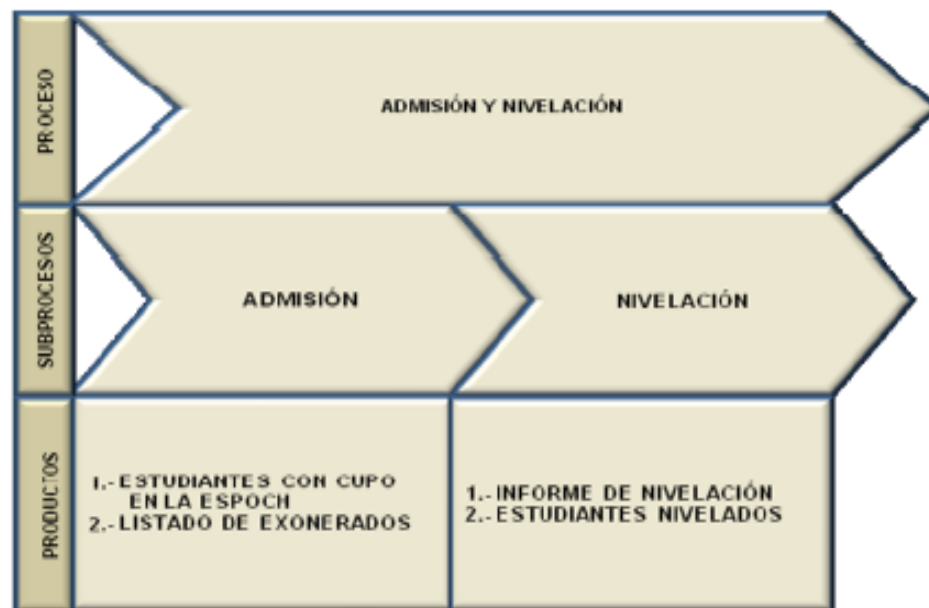 PROCESO
ADMISIÓN Y NIVELACIÓN
SUBPROCESOS
ADMISIÓN
NIVELACIÓN
PRODUCTOS
1.-ESTUDIANTES CON CUPO
EN LA ESPOCH
2.-LISTADO DE EXONERADOS
1.-INFORME DE NIVELACIÓN
2.-ESTUDIANTES NIVELADOS